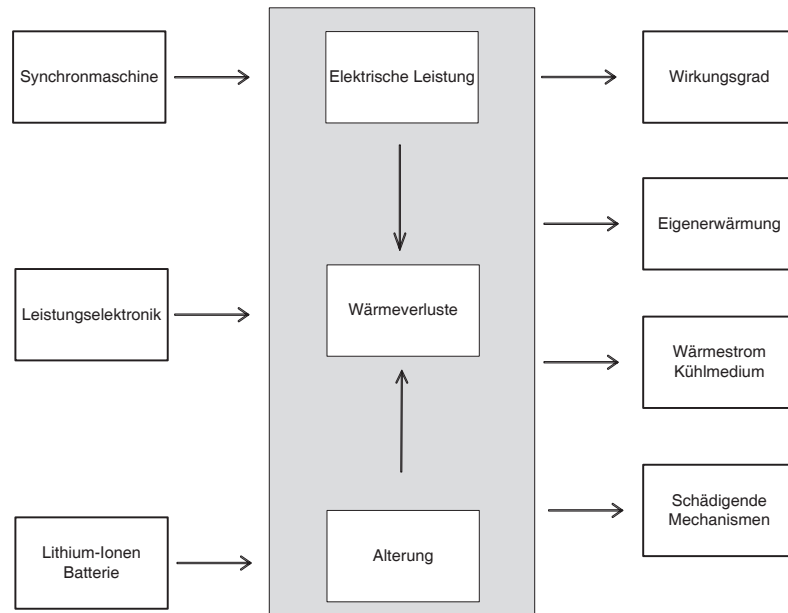 Synchronmaschine
Elektrische Leistung
Wirkungsgrad
Eigenerwärmung
Leistungselektronik
Wärmeverluste
Wärmestrom
Kühlmedium
Lithium-Ionen
Batterie
Alterung
Schädigende
Mechanismen